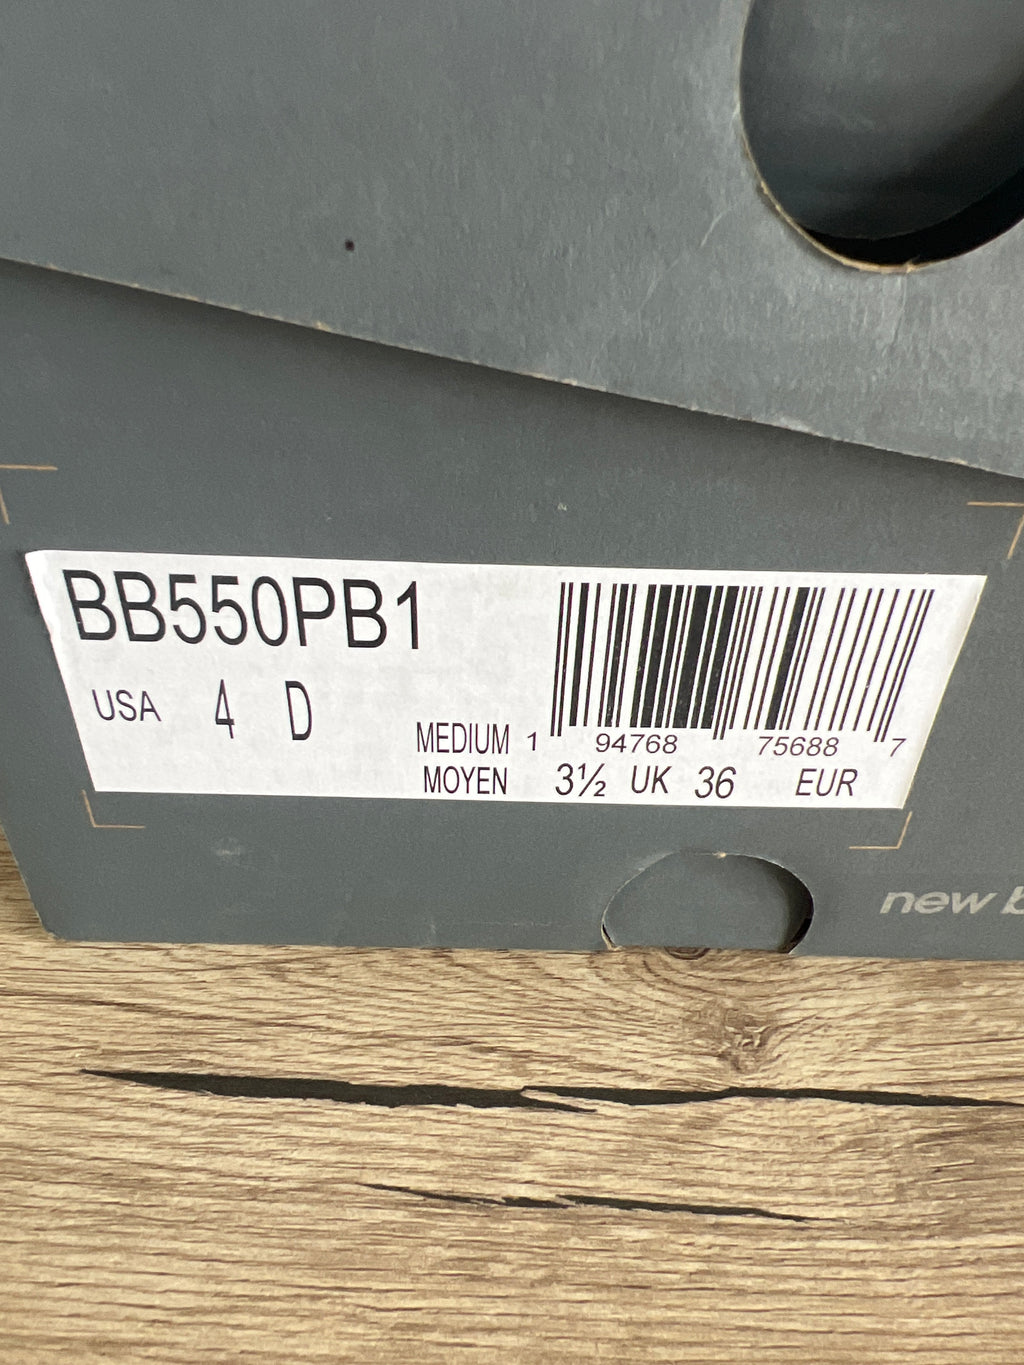 BB550PB1
USA 4 D
MEDIUM 1 94768 75688 7
MOYEN 3½ UK 36 EUR
new